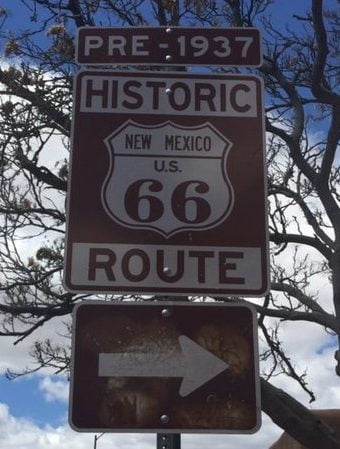 PRE-1937
HISTORIC
NEW MEXICO
U.S.
66
ROUTE